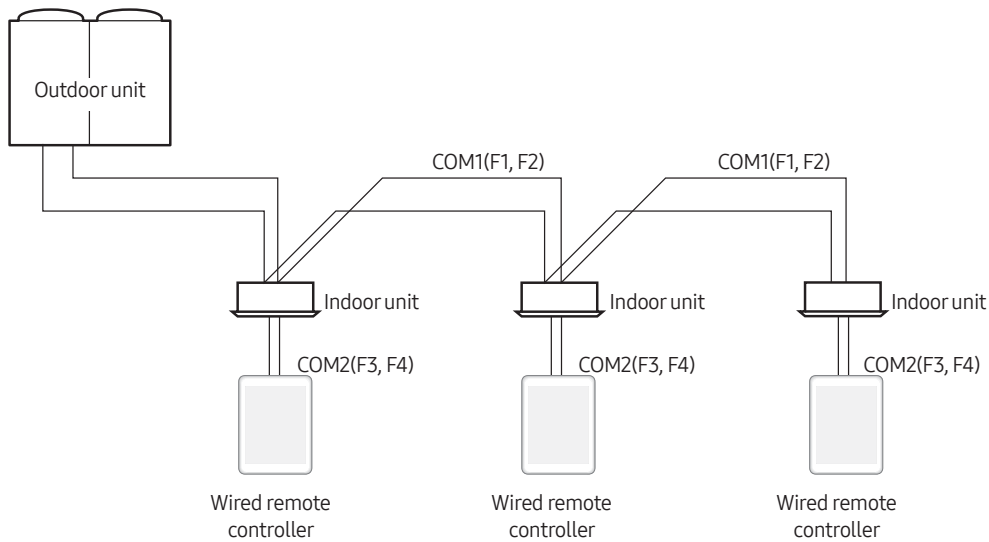 Outdoor unit
COM1(F1, F2)
COM1(F1, F2)
Indoor unit
Indoor unit
Indoor unit
COM2(F3, F4)
COM2(F3, F4)
COM2(F3, F4)
Wired remote
controller
Wired remote
controller
Wired remote
controller